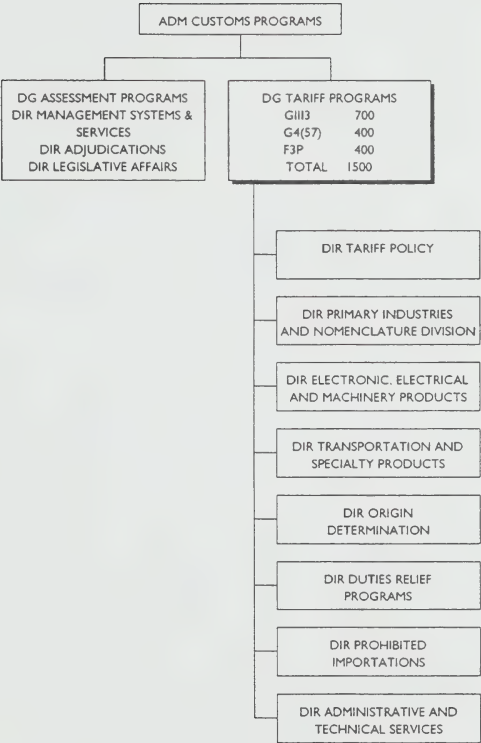 ADM CUSTOMS PROGRAMS
DG ASSESSMENT PROGRAMS
DIR MANAGEMENT SYSTEMS &
SERVICES
DIR ADJUDICATIONS
DIR LEGISLATIVE AFFAIRS
DG TARIFF PROGRAMS
GIII3 700
G4(57) 400
F3P 400
TOTAL 1500
DIR TARIFF POLICY
DIR PRIMARY INDUSTRIES
AND NOMENCLATURE DIVISION
DIR ELECTRONIC, ELECTRICAL
AND MACHINERY PRODUCTS
DIR TRANSPORTATION AND
SPECIALTY PRODUCTS
DIR ORIGIN
DETERMINATION
DIR DUTIES RELIEF
PROGRAMS
DIR PROHIBITED
IMPORTATIONS
DIR ADMINISTRATIVE AND
TECHNICAL SERVICES